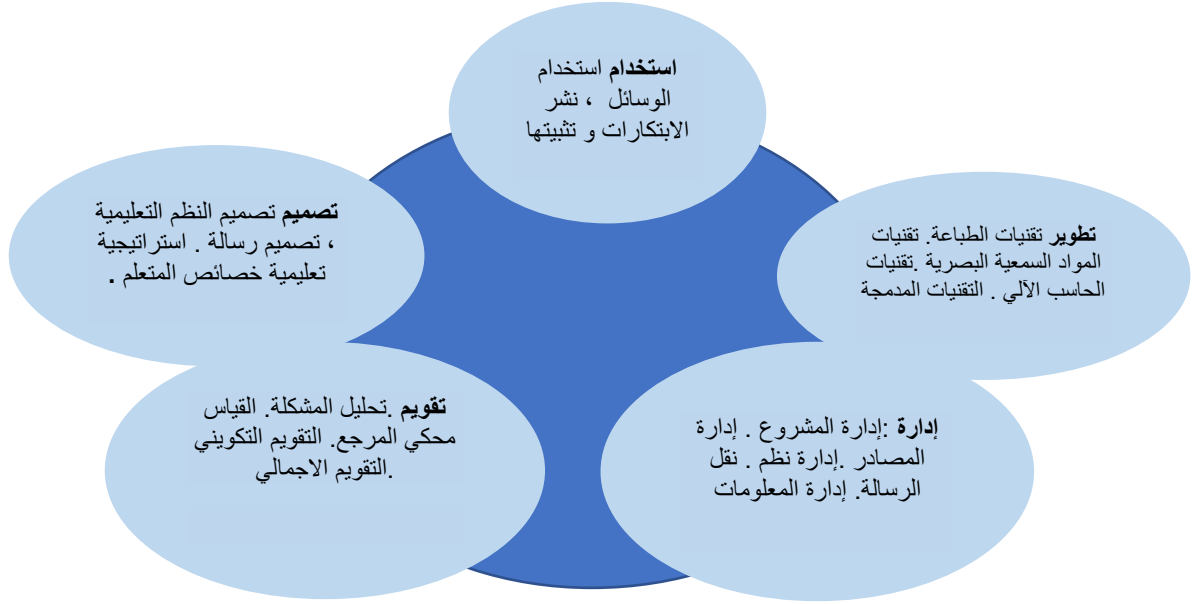 استخدام استخدام
الوسائل ، نشر
الابتكارات و تثبيتها
تطوير تقنيات الطباعة. تقنيات
المواد السمعية البصرية .تقنيات
الحاسب الآلي . التقنيات المدمجة
تصميم تصميم النظم التعليمية
، تصميم رسالة . استراتيجية
تعليمية خصائص المتعلم .
إدارة :إدارة المشروع . إدارة
المصادر .إدارة نظم . نقل
الرسالة. إدارة المعلومات
تقويم .تحليل المشكلة. القياس
محكي المرجع. التقويم التكويني
.التقويم الاجمالي